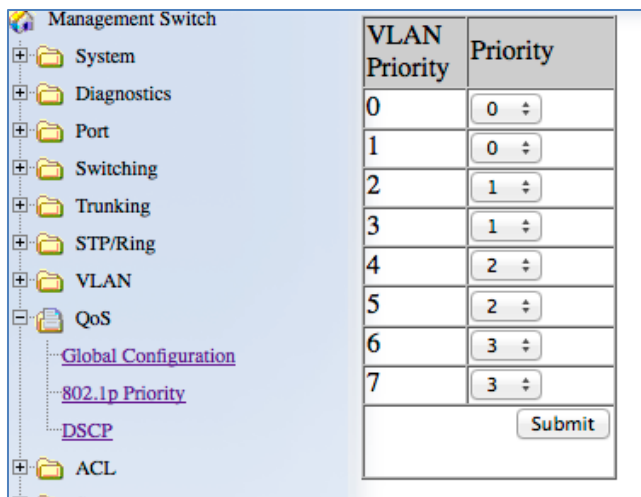 Management Switch
System
Diagnostics
Port
Switching
Trunking
STP/Ring
VLAN
QoS
Global Configuration
802.1p Priority
DSCP
ACL
VLAN Priority
Priority
0 0
1 0
2 1
3 1
4 2
5 2
6 3
7 3
Submit